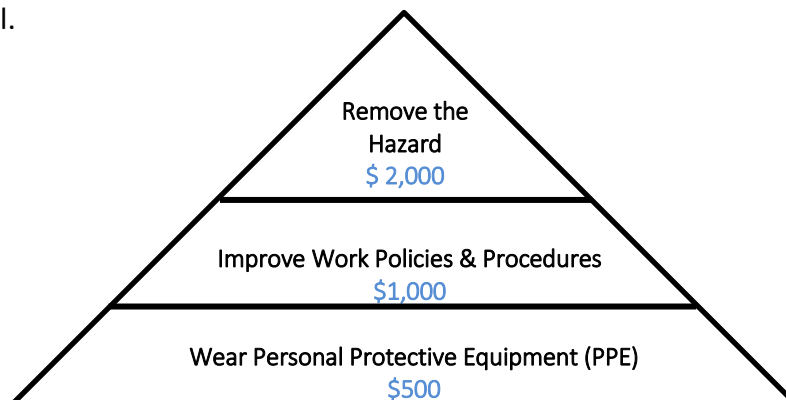 I.
Remove the
Hazard
$ 2,000
Improve Work Policies & Procedures
$1,000
Wear Personal Protective Equipment (PPE)
$500